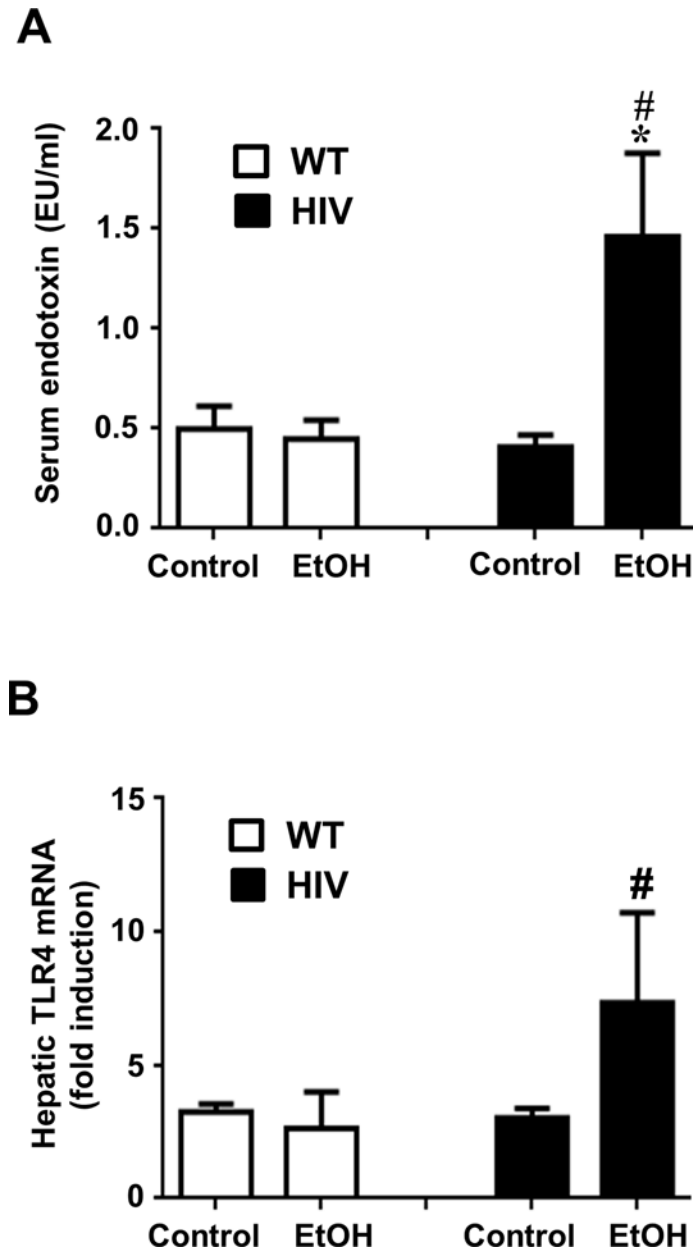 A
Serum endotoxin (EU/ml)
2.0
1.5
1.0
0.5
0.0
WT
HIV
#
*
Control EtOH Control EtOH
B
Hepatic TLR4 mRNA
(fold induction)
15
10
5
0
WT
HIV
#
Control EtOH Control EtOH